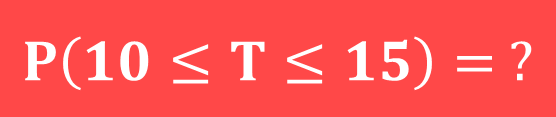 P(10 ≤ T ≤ 15) = ?